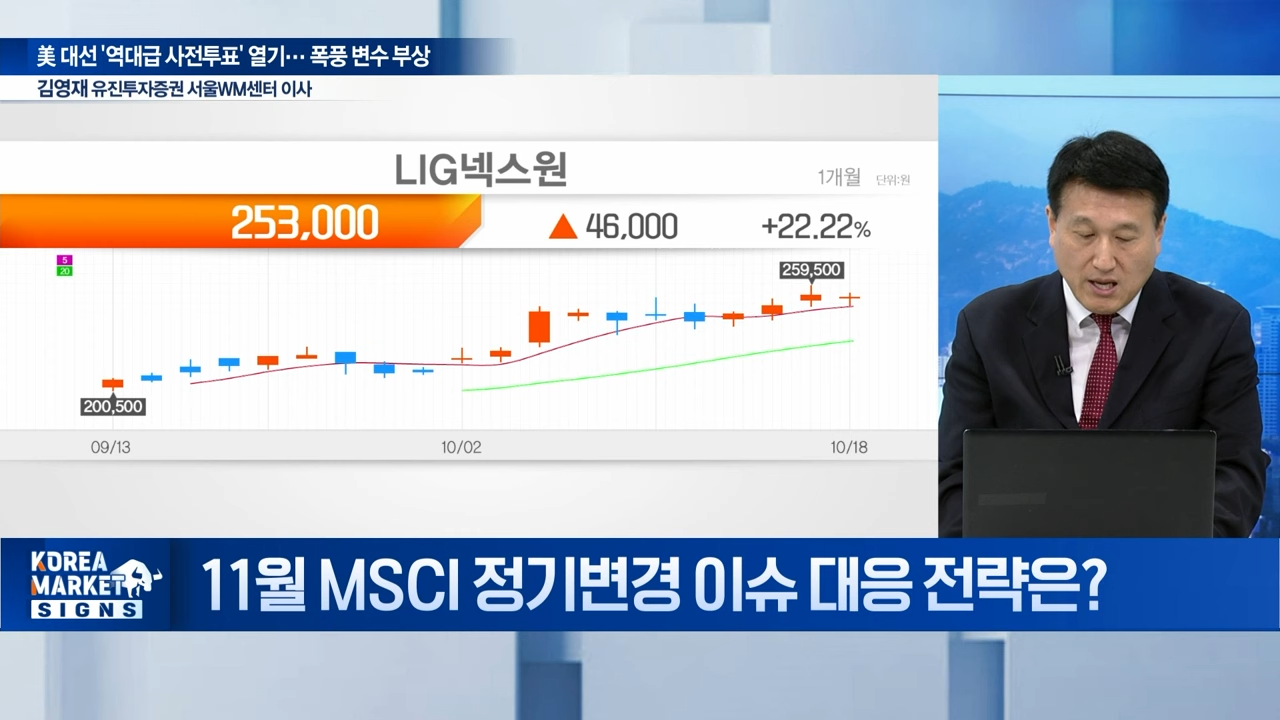 美 대선 '역대급 사전투표' 열기… 폭풍 변수 부상
김영재 유진투자증권 서울WM센터 이사
LIG넥스원
1개월 단위:원
253,000 ▲ 46,000 +22.22%
5
20
259,500
200,500
09/13 10/02 10/18
KOREA
MARKET
SIGNS
11월 MSCI 정기변경 이슈 대응 전략은?